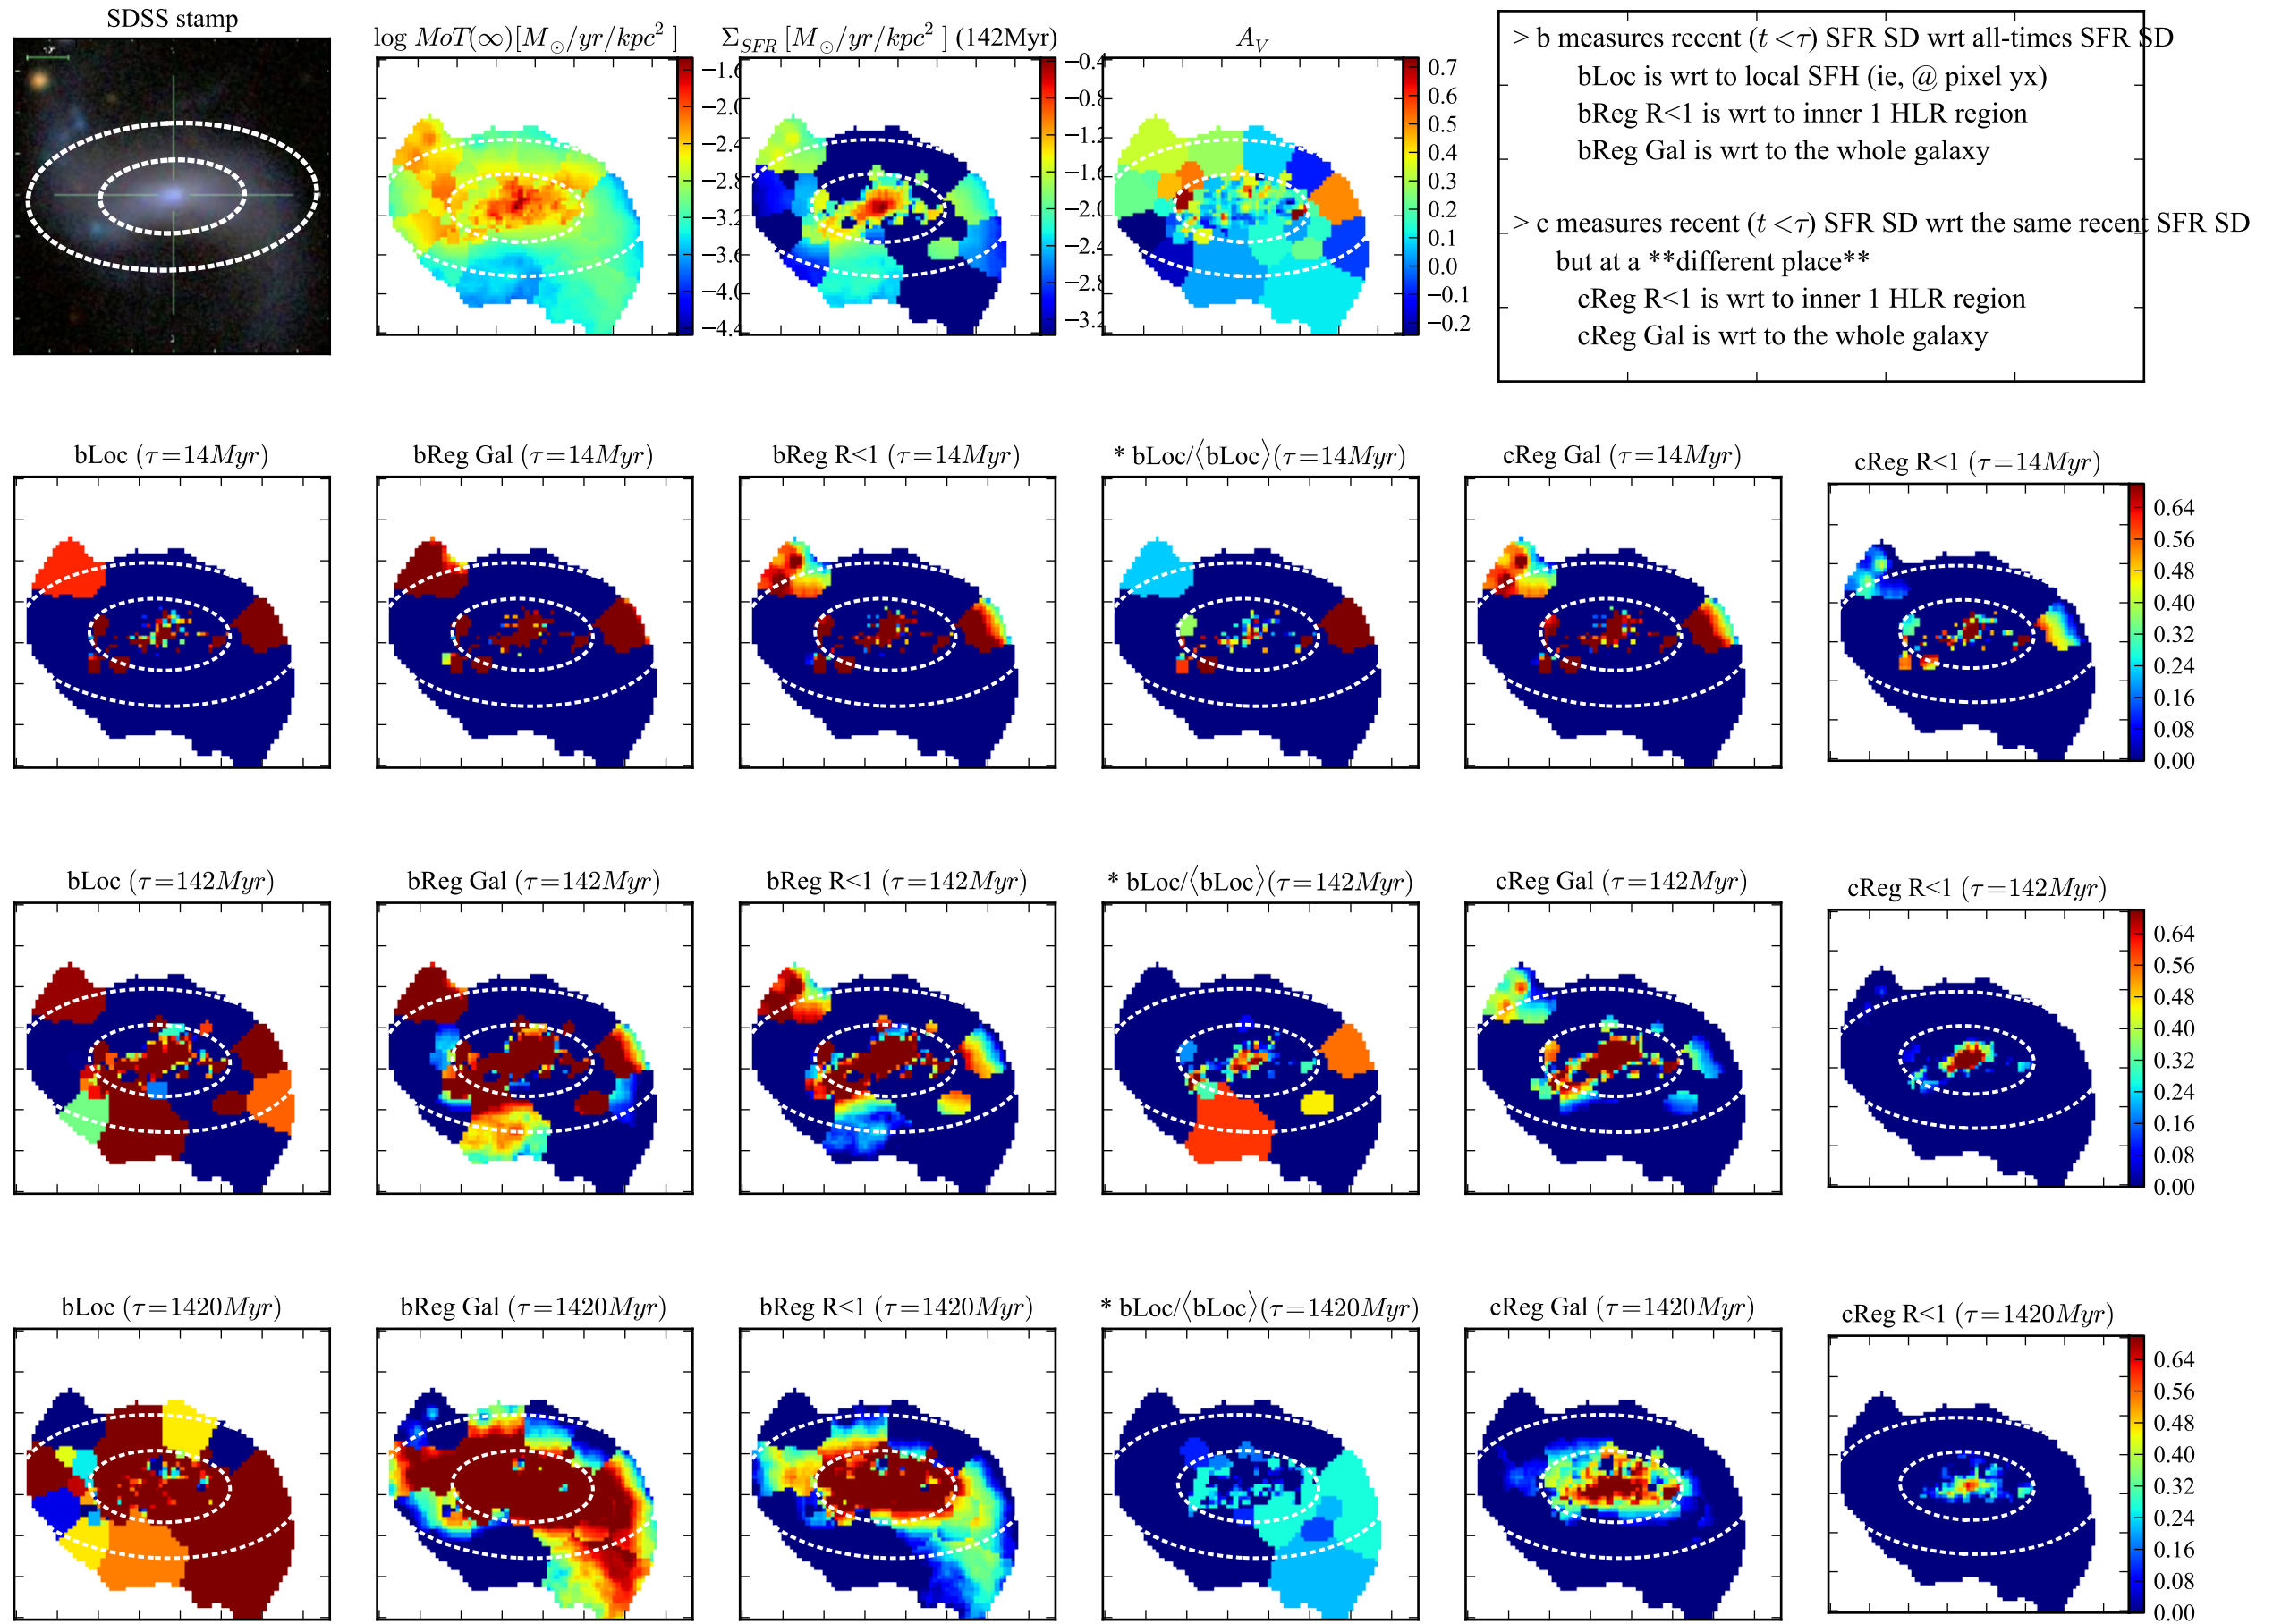 SDSS stamp
log MoT(∞)[M⊙/yr/kpc² ]
Σ_SFR [M⊙/yr/kpc² ] (142Myr)
A_V
−1.6
−2.0
−2.4
−2.8
−3.2
−3.6
−4.0
−4.4
−0.4
−0.8
−1.2
−1.6
−2.0
−2.4
−2.8
−3.2
0.7
0.6
0.5
0.4
0.3
0.2
0.1
0.0
−0.1
−0.2
> b measures recent (t <τ) SFR SD wrt all-times SFR SD
bLoc is wrt to local SFH (ie, @ pixel yx)
bReg R<1 is wrt to inner 1 HLR region
bReg Gal is wrt to the whole galaxy
> c measures recent (t <τ) SFR SD wrt the same recent SFR SD
but at a **different place**
cReg R<1 is wrt to inner 1 HLR region
cReg Gal is wrt to the whole galaxy
bLoc (τ=14Myr)
bReg Gal (τ=14Myr)
bReg R<1 (τ=14Myr)
* bLoc/⟨bLoc⟩(τ=14Myr)
cReg Gal (τ=14Myr)
cReg R<1 (τ=14Myr)
0.64
0.56
0.48
0.40
0.32
0.24
0.16
0.08
0.00
bLoc (τ=142Myr)
bReg Gal (τ=142Myr)
bReg R<1 (τ=142Myr)
* bLoc/⟨bLoc⟩(τ=142Myr)
cReg Gal (τ=142Myr)
cReg R<1 (τ=142Myr)
0.64
0.56
0.48
0.40
0.32
0.24
0.16
0.08
0.00
bLoc (τ=1420Myr)
bReg Gal (τ=1420Myr)
bReg R<1 (τ=1420Myr)
* bLoc/⟨bLoc⟩(τ=1420Myr)
cReg Gal (τ=1420Myr)
cReg R<1 (τ=1420Myr)
0.64
0.56
0.48
0.40
0.32
0.24
0.16
0.08
0.00